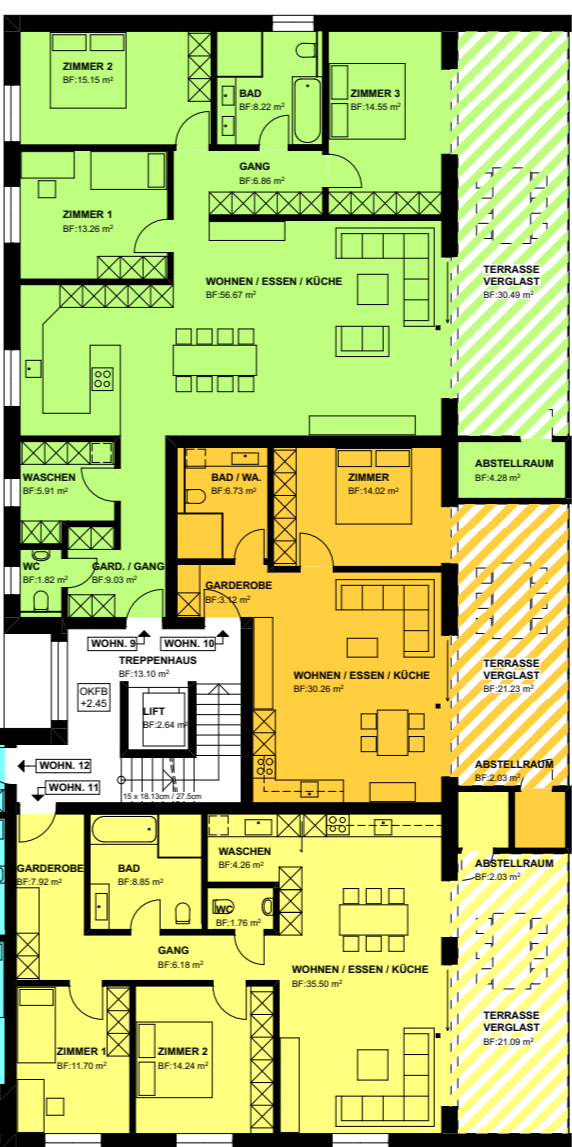 ZIMMER 2
BF:15.15 m²
BAD
BF:8.22 m²
ZIMMER 3
BF:14.55 m²
GANG
BF:6.86 m²
ZIMMER 1
BF:13.26 m²
WOHNEN / ESSEN / KÜCHE
BF:56.67 m²
TERRASSE
VERGLAST
BF:30.49 m²
WASCHEN
BF:5.91 m²
BAD / WA.
BF:6.73 m²
ZIMMER
BF:14.02 m²
ABSTELLRAUM
BF:4.28 m²
WC
BF:1.82 m²
GARD. / GANG
BF:9.03 m²
GARDEROBE
BF:3.12 m²
WOHN. 9
WOHN. 10
TREPPENHAUS
BF:13.10 m²
WOHNEN / ESSEN / KÜCHE
BF:30.26 m²
TERRASSE
VERGLAST
BF:21.23 m²
OKFB
+2.45
LIFT
BF:2.64 m²
WOHN. 12
WOHN. 11
15 x 18.13cm / 27.5cm
ABSTELLRAUM
BF:2.03 m²
GARDEROBE
BF:7.92 m²
BAD
BF:8.85 m²
WASCHEN
BF:4.26 m²
ABSTELLRAUM
BF:2.03 m²
WC
BF:1.76 m²
GANG
BF:6.18 m²
WOHNEN / ESSEN / KÜCHE
BF:35.50 m²
TERRASSE
VERGLAST
BF:21.09 m²
ZIMMER 1
BF:11.70 m²
ZIMMER 2
BF:14.24 m²